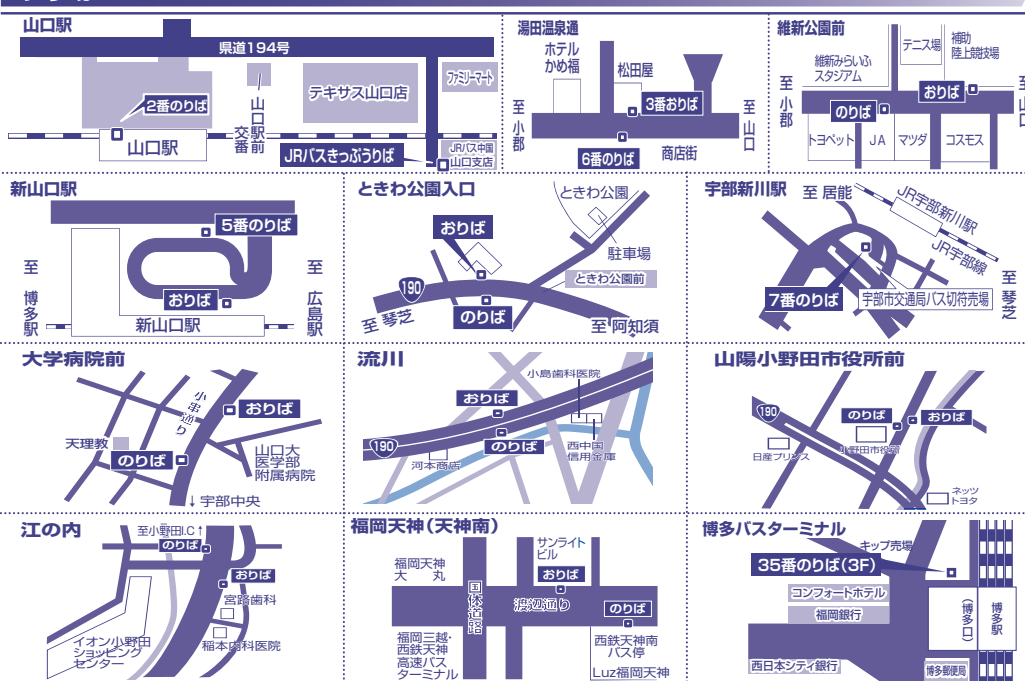 山口駅
県道194号
2番のりば
山口駅
山口駅前
交番
テキサス山口店
ファミリーマート
JRバスきっぷうりば
JRバス中国
山口支店
湯田温泉通
ホテル
かめ福
松田屋
3番おりば
至 小郡
至 山口
6番のりば
商店街
維新公園前
テニス場
補助
陸上競技場
維新みらいふ
スタジアム
おりば
のりば
至 小郡
至 山口
トヨペット
JA
マツダ
コスモス
新山口駅
5番のりば
おりば
至 博多駅
至 広島駅
新山口駅
ときわ公園入口
ときわ公園
おりば
駐車場
ときわ公園前
190
のりば
至 琴芝
至 阿知須
宇部新川駅
至 居能
JR宇部新川駅
JR宇部線
7番のりば
宇部市交通局バス切符売場
至 琴芝
大学病院前
小串通り
おりば
天理教
のりば
山口大
医学部
附属病院
↓宇部中央
流川
小島歯科医院
おりば
190
のりば
河本商店
西中国
信用金庫
山陽小野田市役所前
190
のりば
おりば
日産プリンス
小野田市役所
ネッツ
トヨタ
江の内
至小野田I.C↑
のりば
おりば
宮路歯科
稲本内科医院
イオン小野田
ショッピング
センター
福岡天神(天神南)
サンライト
ビル
福岡天神
大 丸
おりば
国体道路
渡辺通り
のりば
福岡三越・
西鉄天神
高速バス
ターミナル
西鉄天神南
バス停
Luz福岡天神
博多バスターミナル
キップ売場
35番のりば(3F)
コンフォートホテル
福岡銀行
(博多口)
博多駅
西日本シティ銀行
博多郵便局